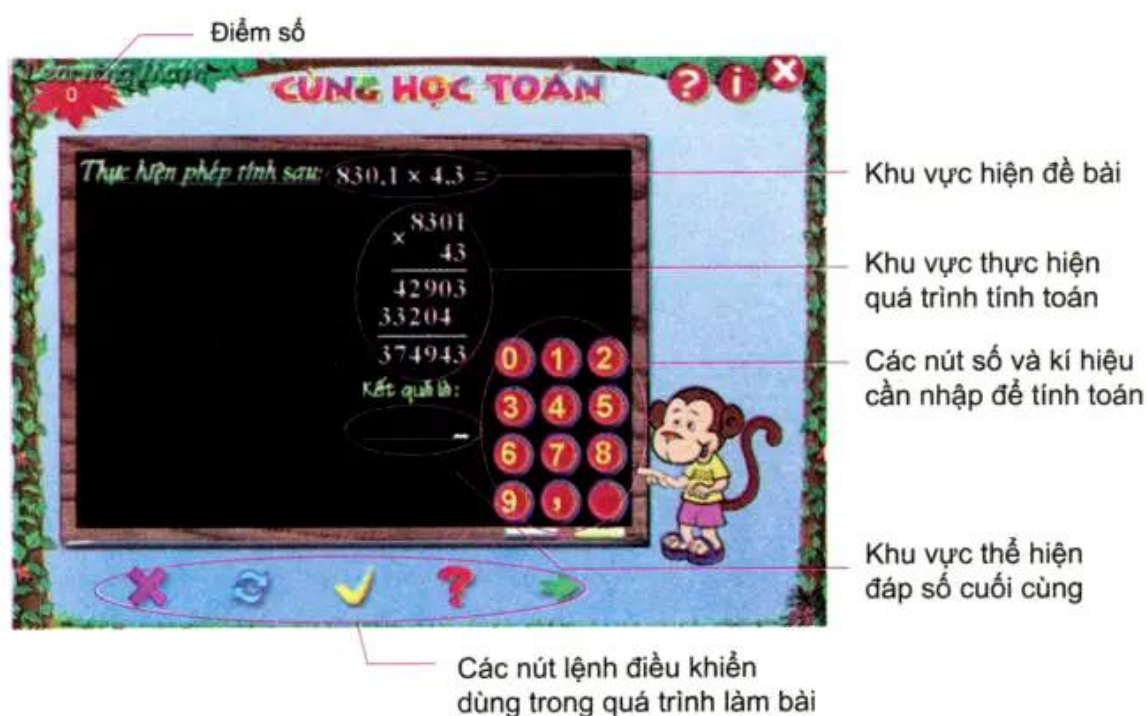 Điểm số
Learning Math
0
CÙNG HỌC TOÁN
? i ×
Thực hiện phép tính sau: 830,1 × 4,3 =
Khu vực hiện đề bài
8301
×
43
42903
33204
374943
Khu vực thực hiện
quá trình tính toán
Kết quả là:
0 1 2
3 4 5
6 7 8
9 ,
Các nút số và kí hiệu
cần nhập để tính toán
Khu vực thể hiện
đáp số cuối cùng
?
Các nút lệnh điều khiển
dùng trong quá trình làm bài